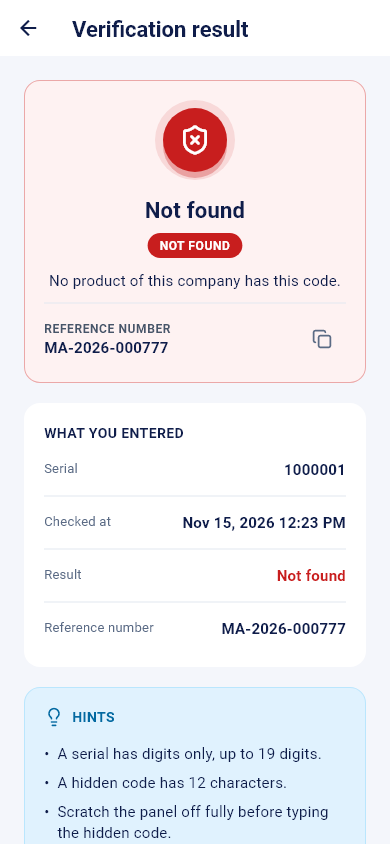 Verification result
Not found
NOT FOUND
No product of this company has this code.
REFERENCE NUMBER
MA-2026-000777
WHAT YOU ENTERED
Serial
1000001
Checked at
Nov 15, 2026 12:23 PM
Result
Not found
Reference number
MA-2026-000777
HINTS
• A serial has digits only, up to 19 digits.
• A hidden code has 12 characters.
• Scratch the panel off fully before typing
the hidden code.